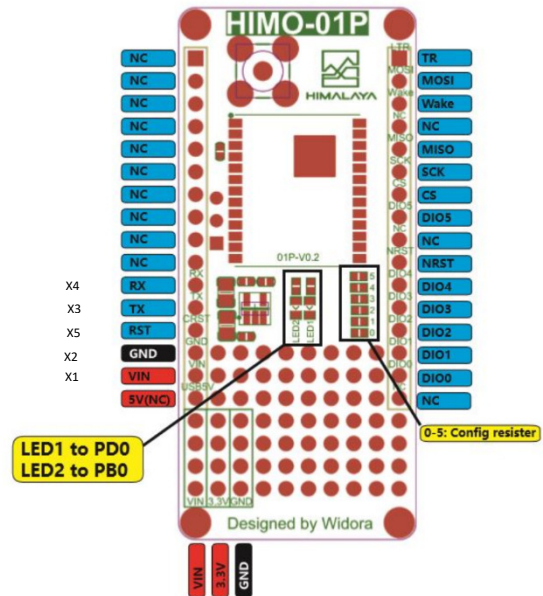 HIMO-01P
HIMALAYA
NC
NC
NC
NC
NC
NC
NC
NC
NC
NC
X4 RX
X3 TX
X5 RST
X2 GND
X1 VIN
5V(NC)
RX
TX
CRST
GND
VIN
USB5V
01P-V0.2
LED2
LED1
5
4
3
2
1
0
LTR
MOSI
Wake
NC
MISO
SCK
CS
DIO5
NC
NRST
DIO4
DIO3
DIO2
DIO1
DIO0
NC
TR
MOSI
Wake
NC
MISO
SCK
CS
DIO5
NC
NRST
DIO4
DIO3
DIO2
DIO1
DIO0
NC
LED1 to PD0
LED2 to PB0
0-5: Config resister
VIN 3.3V GND
Designed by Widora
VIN
3.3V
GND